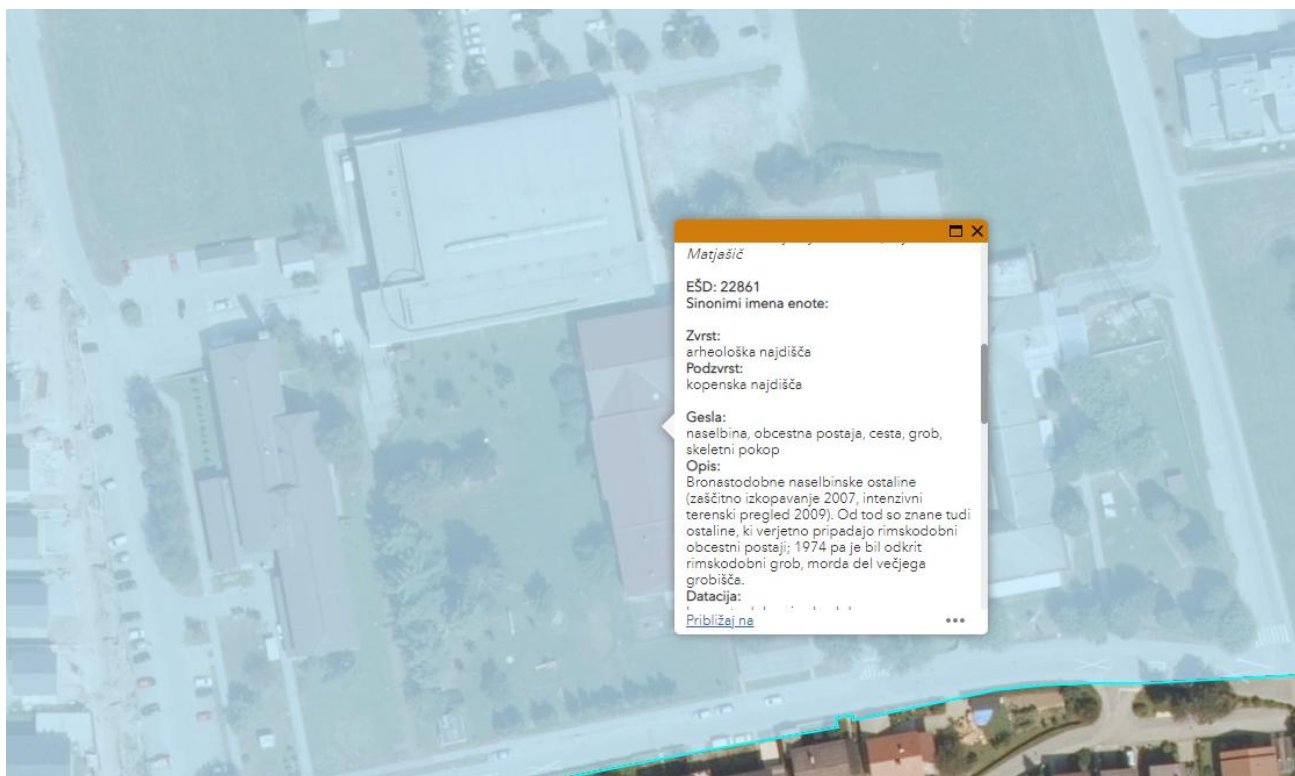 Matjašič
EŠD: 22861
Sinonimi imena enote:
Zvrst:
arheološka najdišča
Podzvrst:
kopenska najdišča
Gesla:
naselbina, obcestna postaja, cesta, grob,
skeletni pokop
Opis:
Bronastodobne naselbinske ostaline
(zaščitno izkopavanje 2007, intenzivni
terenski pregled 2009). Od tod so znane tudi
ostaline, ki verjetno pripadajo rimskodobni
obcestni postaji; 1974 pa je bil odkrit
rimskodobni grob, morda del večjega
grobišča.
Datacija:
Približaj na